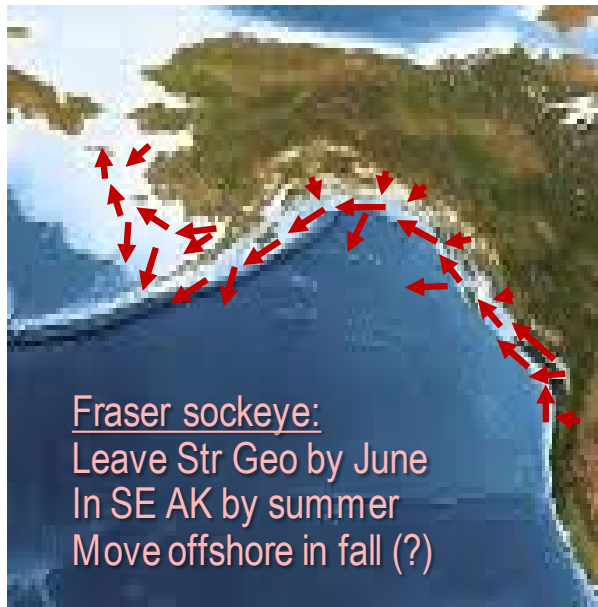 Fraser sockeye:
Leave Str Geo by June
In SE AK by summer
Move offshore in fall (?)